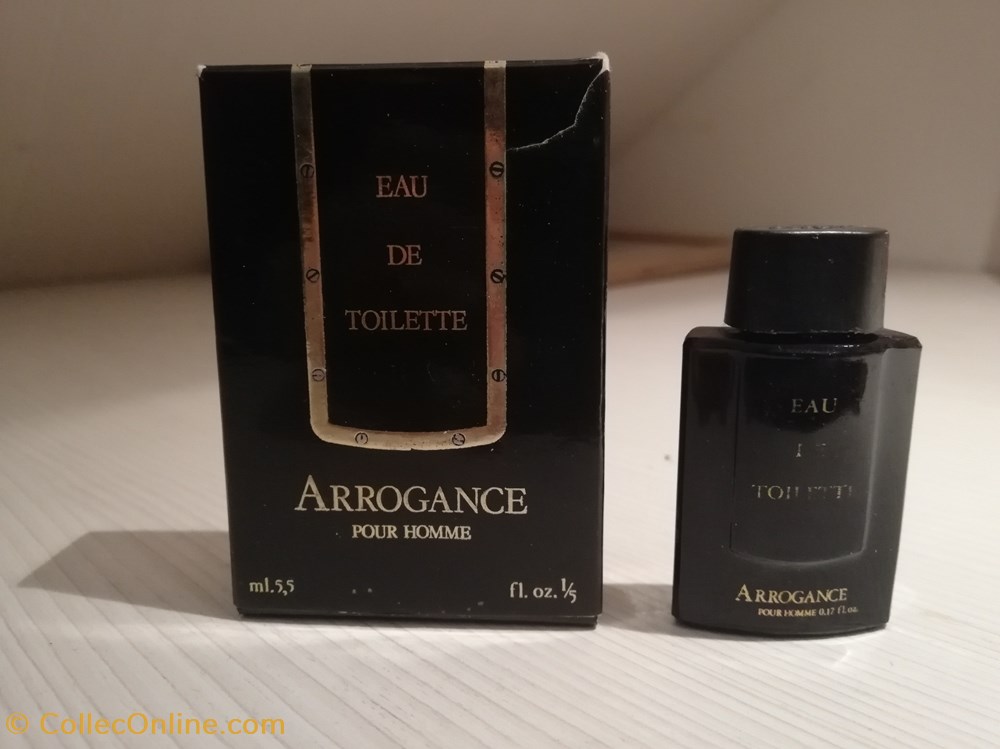 EAU
DE
TOILETTE
ARROGANCE
POUR HOMME
ml.5,5 fl. oz. 1/5
EAU
TOILETTE
ARROGANCE
POUR HOMME 0.17 fl. oz.
© CollecOnline.com